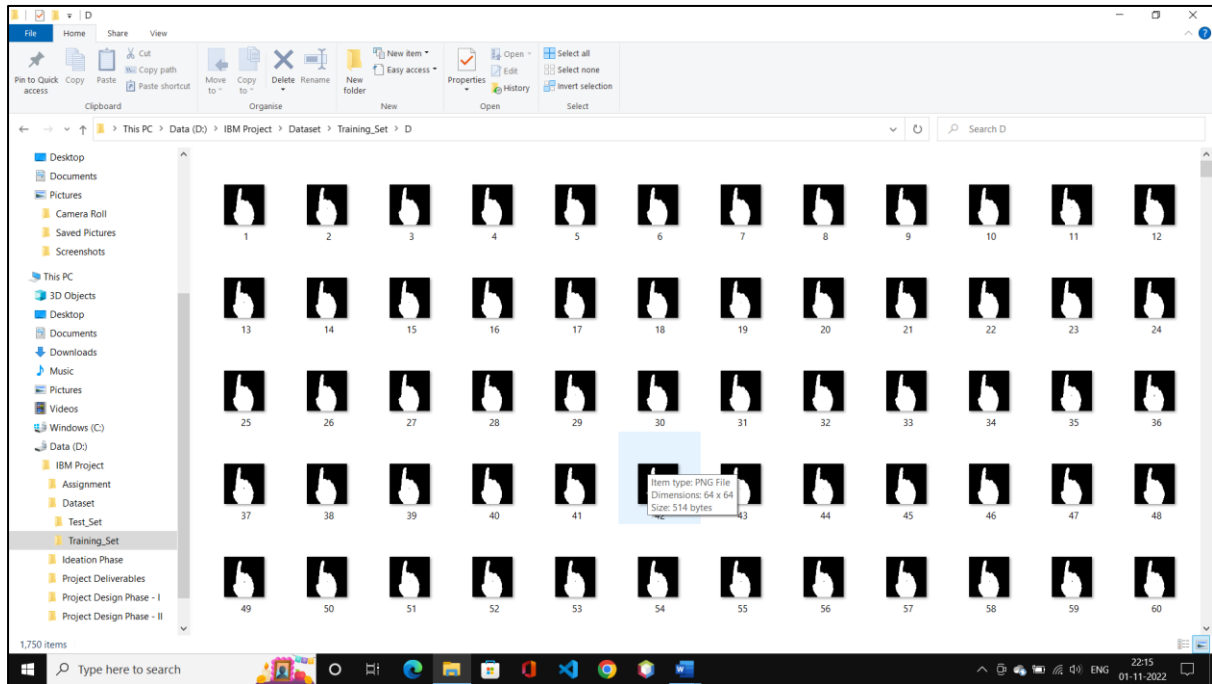 D
File Home Share View
Pin to Quick access
Copy
Paste
Cut
Copy path
Paste shortcut
Move to
Copy to
Delete
Rename
New folder
New item
Easy access
Properties
Open
Edit
History
Select all
Select none
Invert selection
Clipboard Organise New Open Select
This PC > Data (D:) > IBM Project > Dataset > Training_Set > D
Search D
Desktop
Documents
Pictures
Camera Roll
Saved Pictures
Screenshots
This PC
3D Objects
Desktop
Documents
Downloads
Music
Pictures
Videos
Windows (C:)
Data (D:)
IBM Project
Assignment
Dataset
Test_Set
Training_Set
Ideation Phase
Project Deliverables
Project Design Phase - I
Project Design Phase - II
1 2 3 4 5 6 7 8 9 10 11 12
13 14 15 16 17 18 19 20 21 22 23 24
25 26 27 28 29 30 31 32 33 34 35 36
Item type: PNG File
Dimensions: 64 x 64
Size: 514 bytes
37 38 39 40 41 42 43 44 45 46 47 48
49 50 51 52 53 54 55 56 57 58 59 60
1,750 items
Type here to search
ENG
22:15
01-11-2022